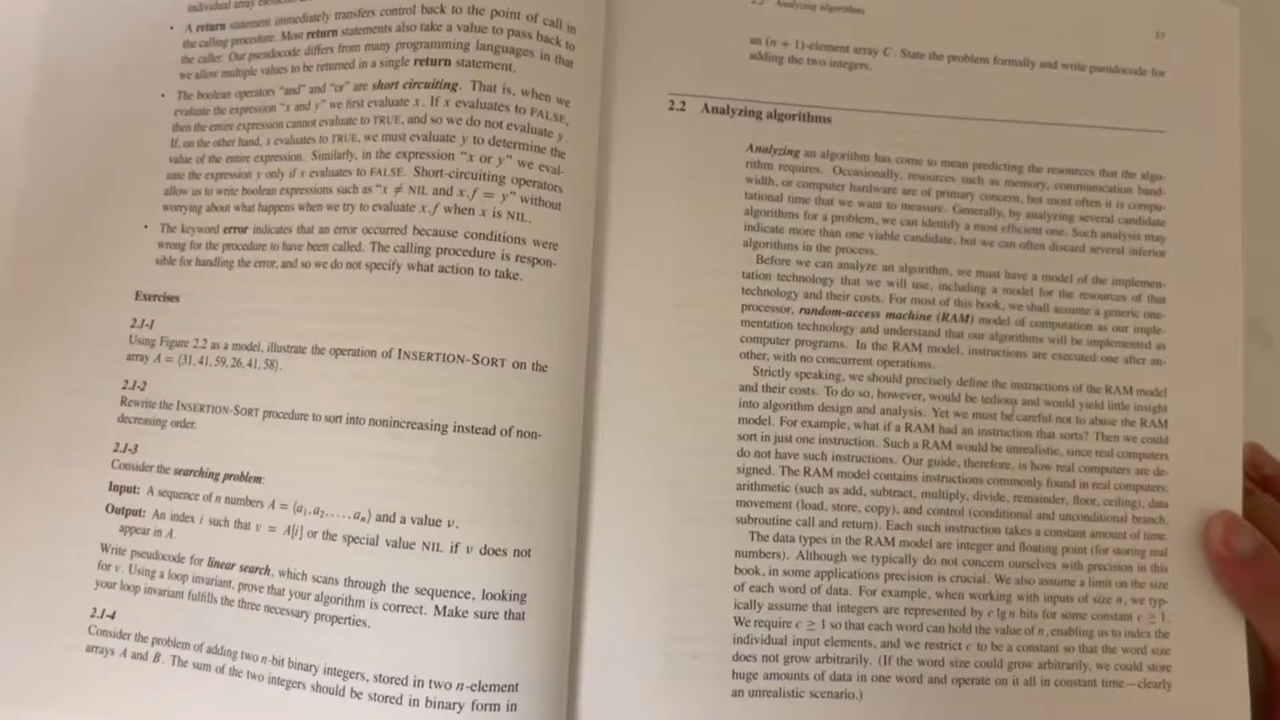 individual array
• A return statement immediately transfers control back to the point of call in
the calling procedure. Most return statements also take a value to pass back to
the caller. Our pseudocode differs from many programming languages in that
we allow multiple values to be returned in a single return statement.
• The boolean operators “and” and “or” are short circuiting. That is, when we
evaluate the expression “x and y” we first evaluate x. If x evaluates to FALSE,
then the entire expression cannot evaluate to TRUE, and so we do not evaluate y.
If, on the other hand, x evaluates to TRUE, we must evaluate y to determine the
value of the entire expression. Similarly, in the expression “x or y” we eval-
uate the expression y only if x evaluates to FALSE. Short-circuiting operators
allow us to write boolean expressions such as “x ≠ NIL and x.f = y” without
worrying about what happens when we try to evaluate x.f when x is NIL.
• The keyword error indicates that an error occurred because conditions were
wrong for the procedure to have been called. The calling procedure is respon-
sible for handling the error, and so we do not specify what action to take.
Exercises
2.1-1
Using Figure 2.2 as a model, illustrate the operation of INSERTION-SORT on the
array A = ⟨31, 41, 59, 26, 41, 58⟩.
2.1-2
Rewrite the INSERTION-SORT procedure to sort into nonincreasing instead of non-
decreasing order.
2.1-3
Consider the searching problem:
Input: A sequence of n numbers A = ⟨a₁, a₂, . . . , aₙ⟩ and a value v.
Output: An index i such that v = A[i] or the special value NIL if v does not
appear in A.
Write pseudocode for linear search, which scans through the sequence, looking
for v. Using a loop invariant, prove that your algorithm is correct. Make sure that
your loop invariant fulfills the three necessary properties.
2.1-4
Consider the problem of adding two n-bit binary integers, stored in two n-element
arrays A and B. The sum of the two integers should be stored in binary form in
2.2 Analyzing algorithms 23
an (n + 1)-element array C. State the problem formally and write pseudocode for
adding the two integers.
2.2 Analyzing algorithms
Analyzing an algorithm has come to mean predicting the resources that the algo-
rithm requires. Occasionally, resources such as memory, communication band-
width, or computer hardware are of primary concern, but most often it is compu-
tational time that we want to measure. Generally, by analyzing several candidate
algorithms for a problem, we can identify a most efficient one. Such analysis may
indicate more than one viable candidate, but we can often discard several inferior
algorithms in the process.
Before we can analyze an algorithm, we must have a model of the implemen-
tation technology that we will use, including a model for the resources of that
technology and their costs. For most of this book, we shall assume a generic one-
processor, random-access machine (RAM) model of computation as our imple-
mentation technology and understand that our algorithms will be implemented as
computer programs. In the RAM model, instructions are executed one after an-
other, with no concurrent operations.
Strictly speaking, we should precisely define the instructions of the RAM model
and their costs. To do so, however, would be tedious and would yield little insight
into algorithm design and analysis. Yet we must be careful not to abuse the RAM
model. For example, what if a RAM had an instruction that sorts? Then we could
sort in just one instruction. Such a RAM would be unrealistic, since real computers
do not have such instructions. Our guide, therefore, is how real computers are de-
signed. The RAM model contains instructions commonly found in real computers:
arithmetic (such as add, subtract, multiply, divide, remainder, floor, ceiling), data
movement (load, store, copy), and control (conditional and unconditional branch,
subroutine call and return). Each such instruction takes a constant amount of time.
The data types in the RAM model are integer and floating point (for storing real
numbers). Although we typically do not concern ourselves with precision in this
book, in some applications precision is crucial. We also assume a limit on the size
of each word of data. For example, when working with inputs of size n, we typ-
ically assume that integers are represented by c lg n bits for some constant c ≥ 1.
We require c ≥ 1 so that each word can hold the value of n, enabling us to index the
individual input elements, and we restrict c to be a constant so that the word size
does not grow arbitrarily. (If the word size could grow arbitrarily, we could store
huge amounts of data in one word and operate on it all in constant time—clearly
an unrealistic scenario.)